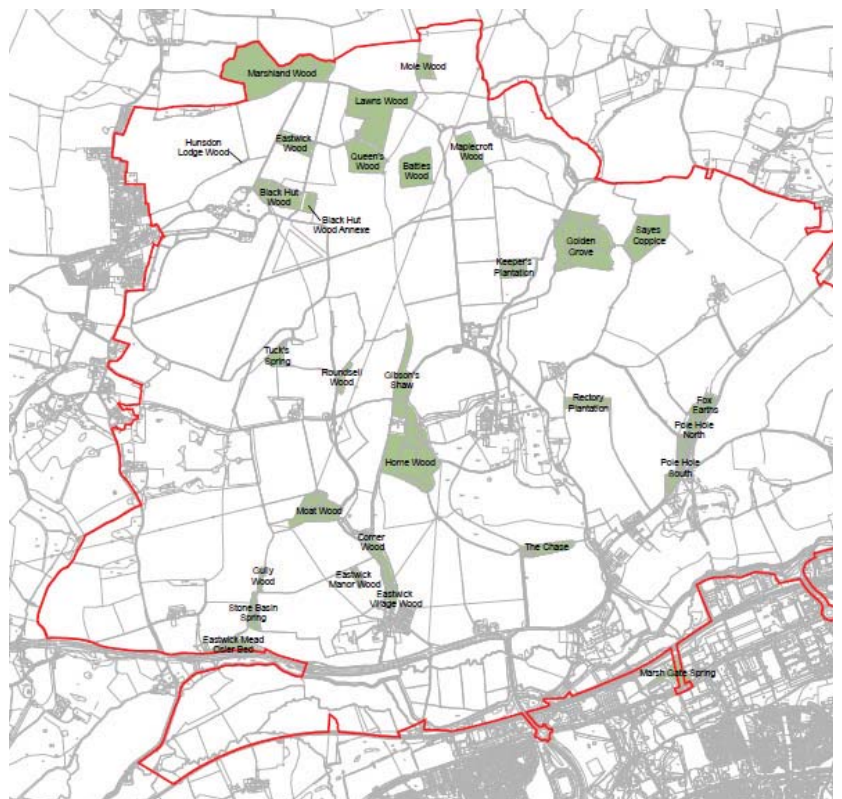 Marshland Wood
Mole Wood
Lawns Wood
Hunsdon
Lodge Wood
Eastwick
Wood
Queen's
Wood
Battles
Wood
Maplecroft
Wood
Black Hut
Wood
Black Hut
Wood Annexe
Golden
Grove
Sayes
Coppice
Keeper's
Plantation
Tuck's
Spring
Roundsell
Wood
Gibson's
Shaw
Rectory
Plantation
Fox
Earths
Pole Hole
North
Pole Hole
South
Home Wood
Moat Wood
Corner
Wood
The Chase
Gully
Wood
Eastwick
Manor Wood
Eastwick
Village Wood
Stone Basin
Spring
Eastwick Mead
Osier Bed
Marsh Gate Spring